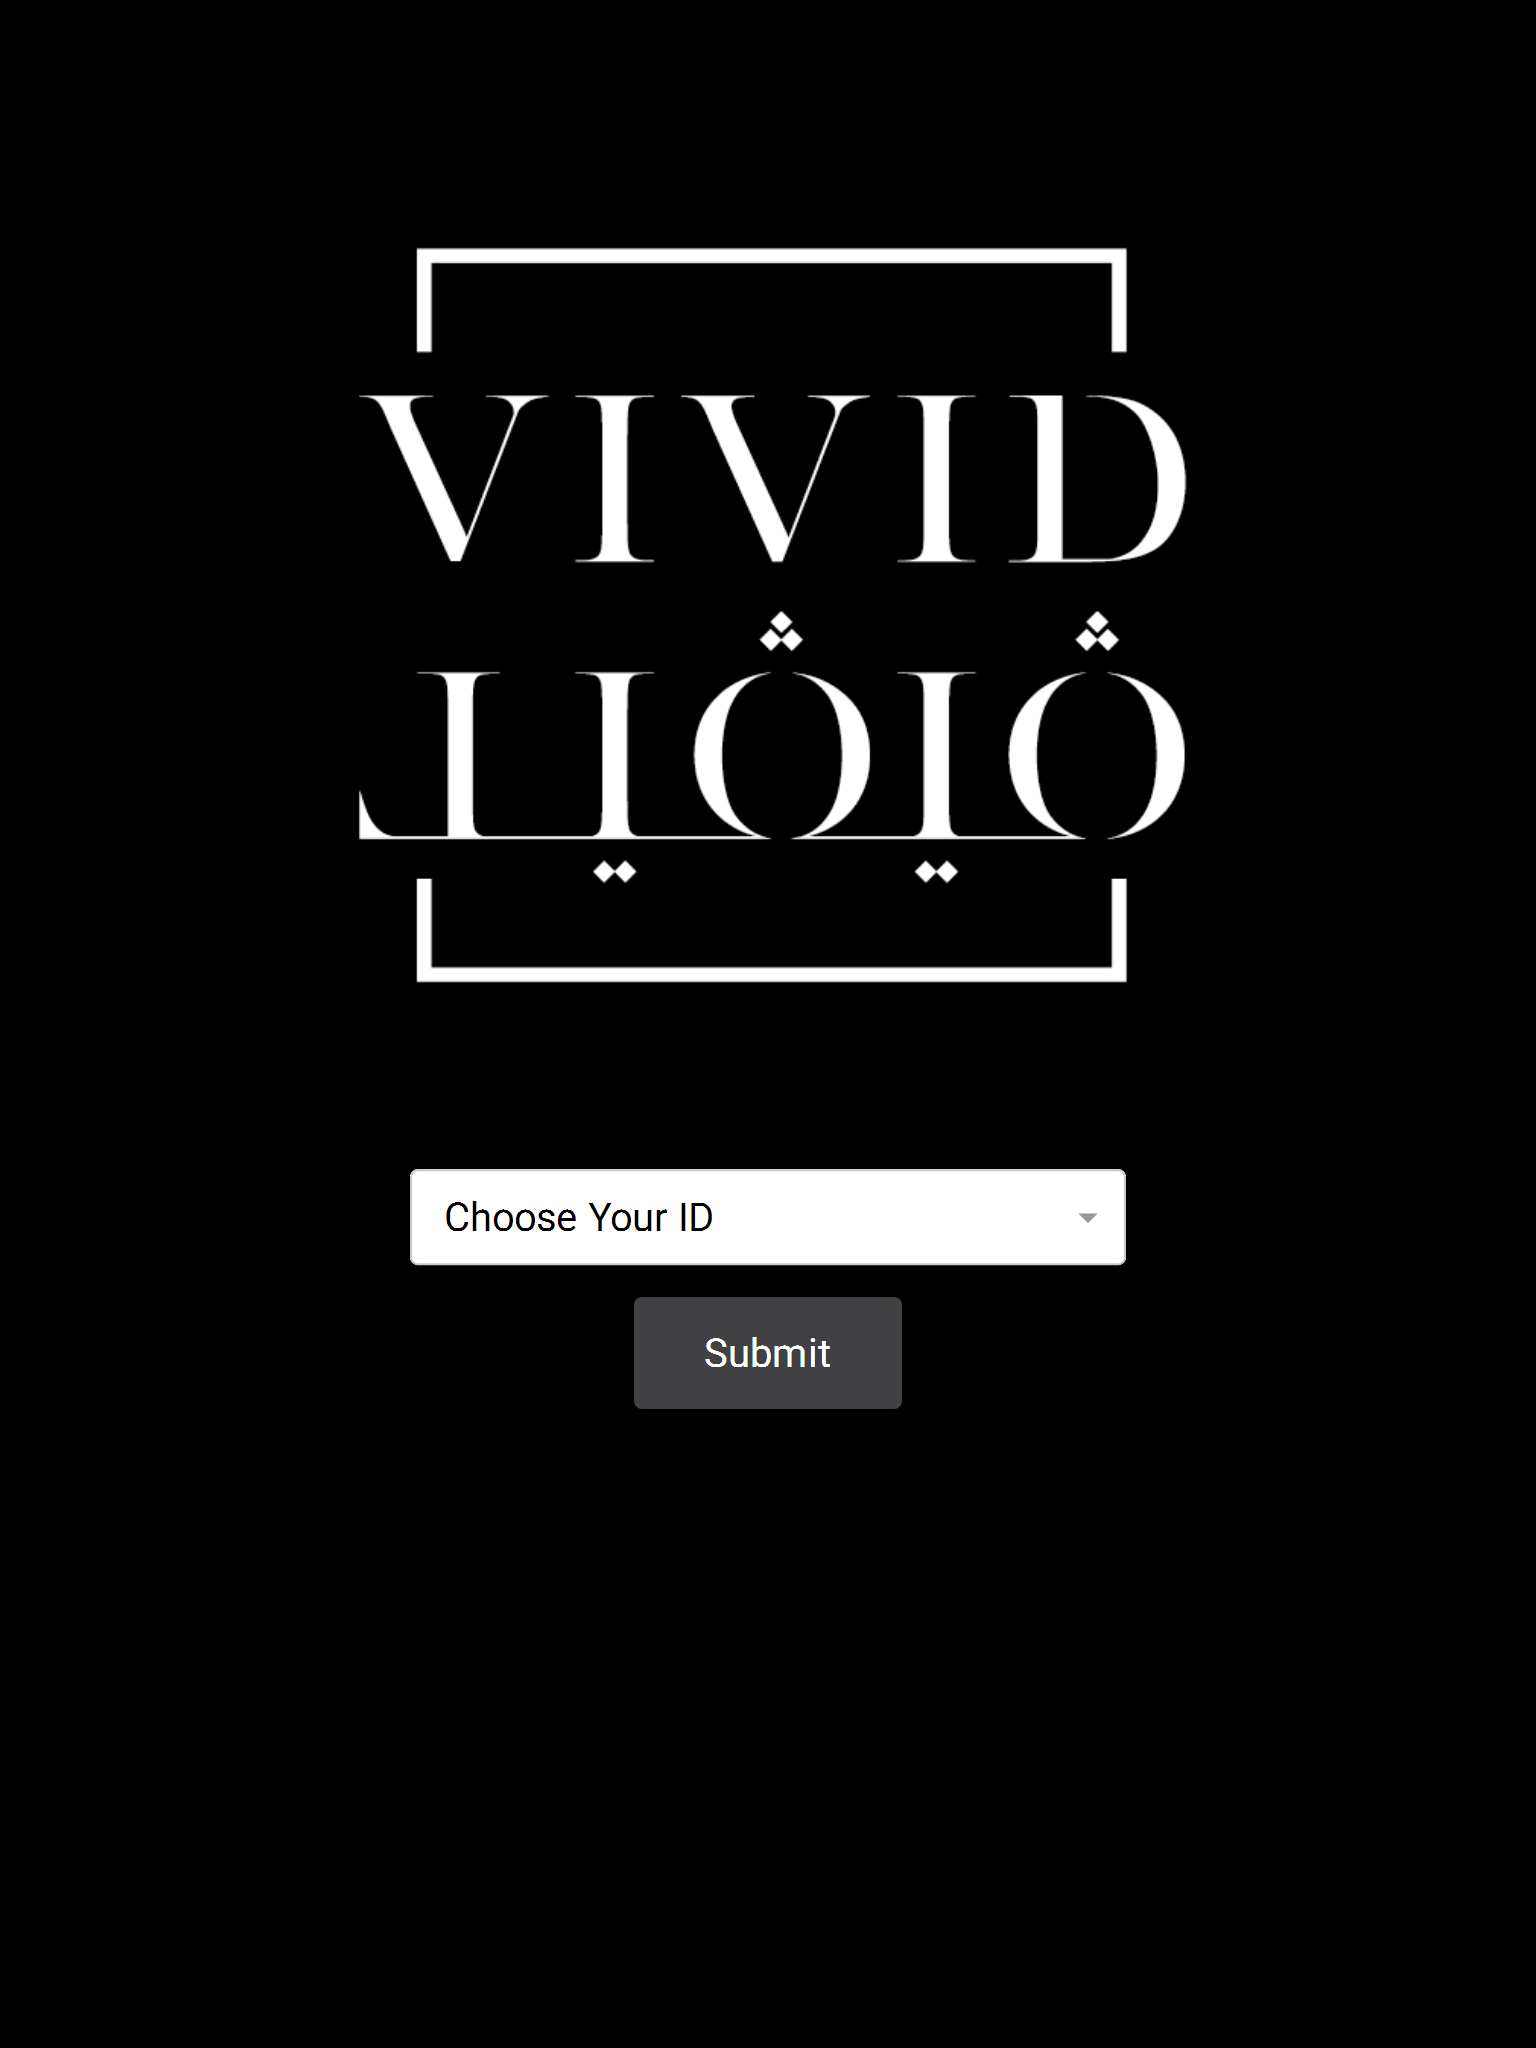 VIVID
ڤيڤيد
Choose Your ID
Submit